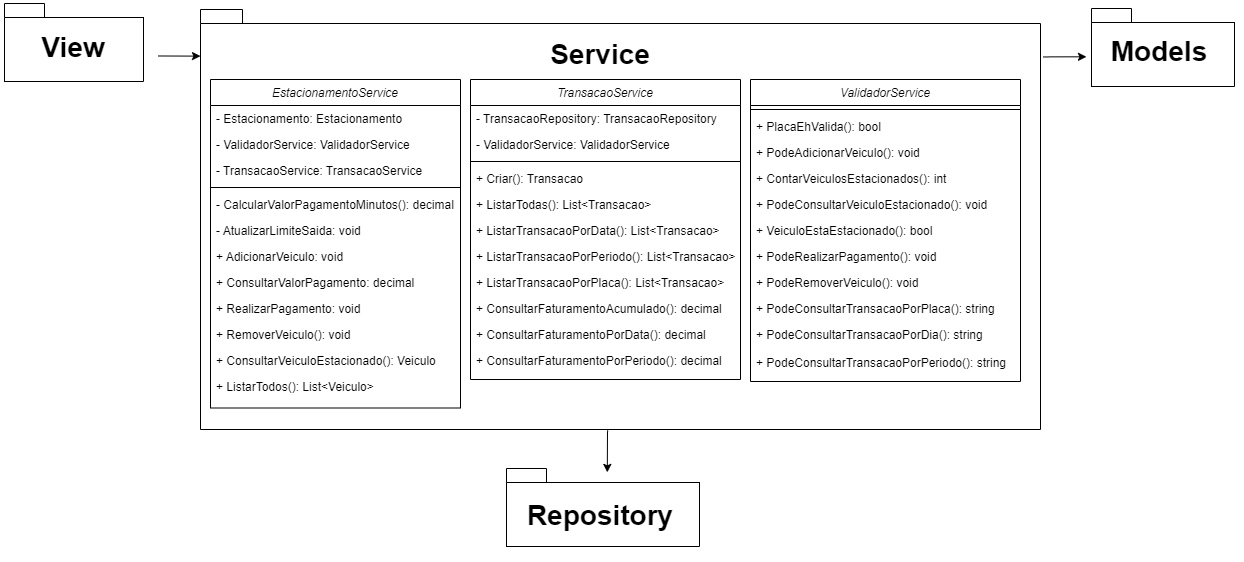 View
Service
Models
EstacionamentoService
- Estacionamento: Estacionamento
- ValidadorService: ValidadorService
- TransacaoService: TransacaoService
- CalcularValorPagamentoMinutos(): decimal
- AtualizarLimiteSaida: void
+ AdicionarVeiculo: void
+ ConsultarValorPagamento: decimal
+ RealizarPagamento: void
+ RemoverVeiculo(): void
+ ConsultarVeiculoEstacionado(): Veiculo
+ ListarTodos(): List<Veiculo>
TransacaoService
- TransacaoRepository: TransacaoRepository
- ValidadorService: ValidadorService
+ Criar(): Transacao
+ ListarTodas(): List<Transacao>
+ ListarTransacaoPorData(): List<Transacao>
+ ListarTransacaoPorPeriodo(): List<Transacao>
+ ListarTransacaoPorPlaca(): List<Transacao>
+ ConsultarFaturamentoAcumulado(): decimal
+ ConsultarFaturamentoPorData(): decimal
+ ConsultarFaturamentoPorPeriodo(): decimal
ValidadorService
+ PlacaEhValida(): bool
+ PodeAdicionarVeiculo(): void
+ ContarVeiculosEstacionados(): int
+ PodeConsultarVeiculoEstacionado(): void
+ VeiculoEstaEstacionado(): bool
+ PodeRealizarPagamento(): void
+ PodeRemoverVeiculo(): void
+ PodeConsultarTransacaoPorPlaca(): string
+ PodeConsultarTransacaoPorDia(): string
+ PodeConsultarTransacaoPorPeriodo(): string
Repository